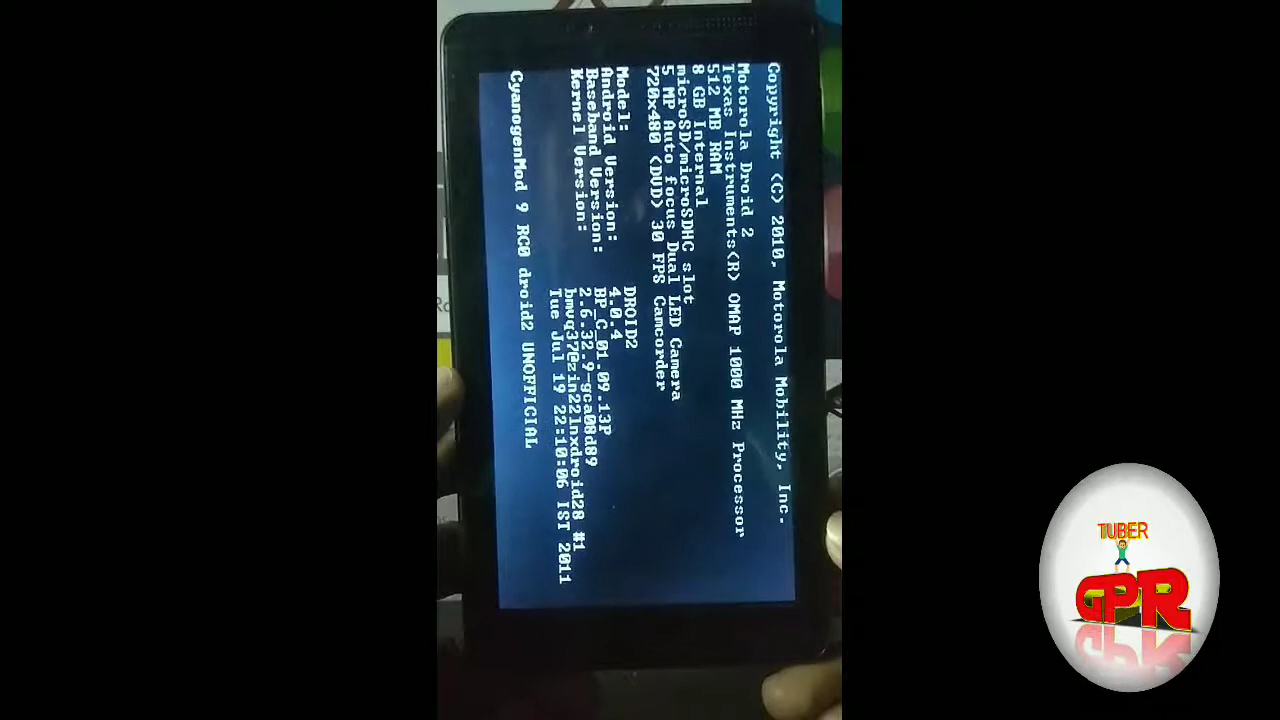 Copyright (C) 2010, Motorola Mobility, Inc.
Motorola Droid 2
Texas Instruments(R) OMAP 1000 MHz Processor
512 MB RAM
8 GB Internal
microSD/microSDHC slot
5 MP Auto focus Dual LED Camera
720x480 (DVD) 30 FPS Camcorder
Model: DROID2
Android Version: 4.0.4
Baseband Version: BP_C_01.09.13P
Kernel Version: 2.6.32.9-gca08d89
bmvq37@zin221nxdroid28 #1
Tue Jul 19 22:10:06 IST 2011
CyanogenMod 9 RC0 droid2 UNOFFICIAL
TUBER
GPR